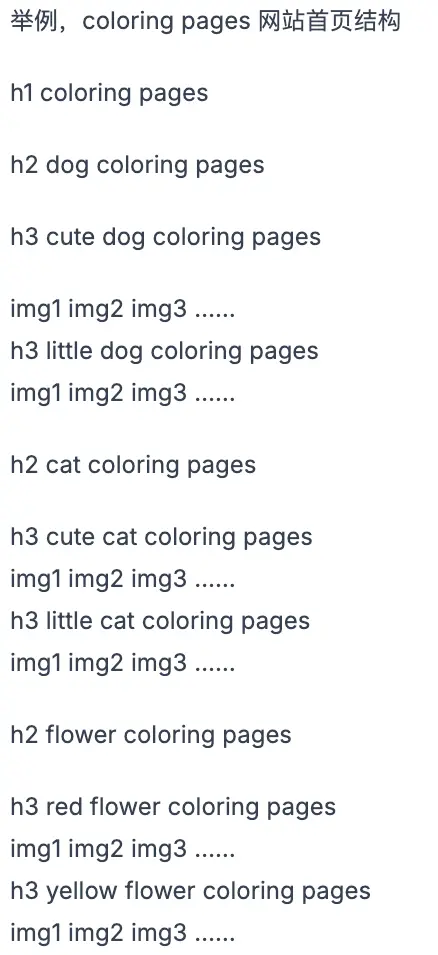 举例，coloring pages 网站首页结构
h1 coloring pages
h2 dog coloring pages
h3 cute dog coloring pages
img1 img2 img3 ……
h3 little dog coloring pages
img1 img2 img3 ……
h2 cat coloring pages
h3 cute cat coloring pages
img1 img2 img3 ……
h3 little cat coloring pages
img1 img2 img3 ……
h2 flower coloring pages
h3 red flower coloring pages
img1 img2 img3 ……
h3 yellow flower coloring pages
img1 img2 img3 ……